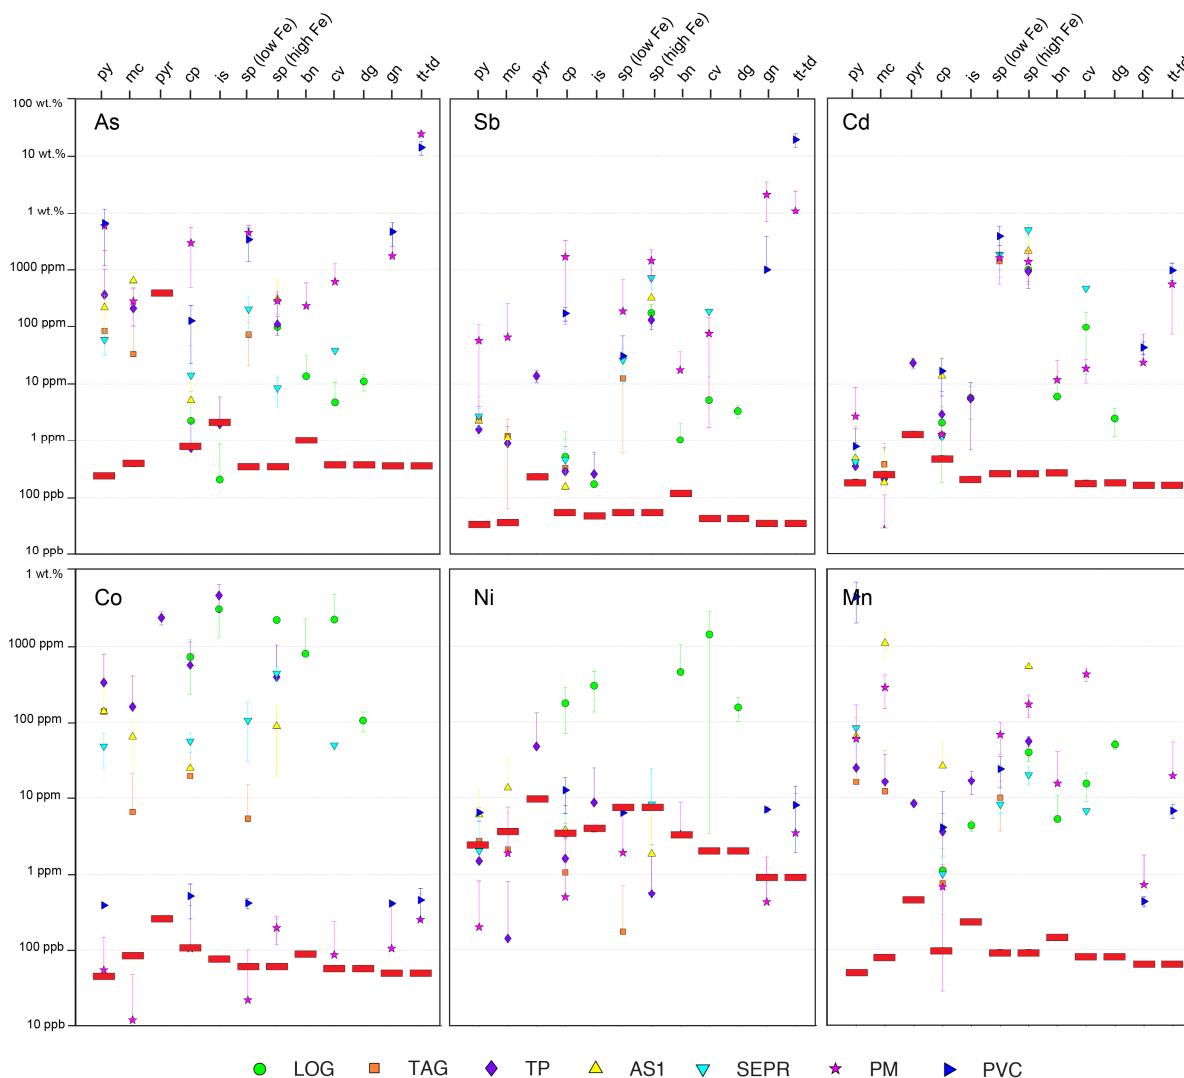 py mc pyr cp is sp (low Fe) sp (high Fe) bn cv dg gn tt-td
py mc pyr cp is sp (low Fe) sp (high Fe) bn cv dg gn tt-td
py mc pyr cp is sp (low Fe) sp (high Fe) bn cv dg gn tt-td
100 wt.%
As Sb Cd
10 wt.%
1 wt.%
1000 ppm
100 ppm
10 ppm
1 ppm
100 ppb
10 ppb
1 wt.%
Co Ni Mn
1000 ppm
100 ppm
10 ppm
1 ppm
100 ppb
10 ppb
LOG TAG TP AS1 SEPR PM PVC